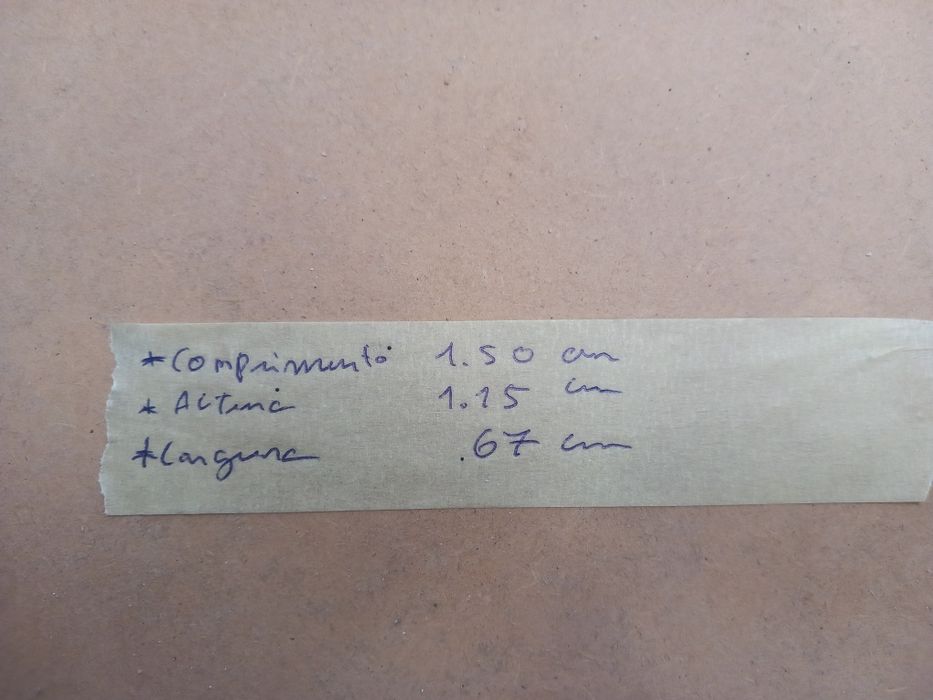 *Comprimento 1.50 cm
* Altura 1.15 cm
*Largura .67 cm